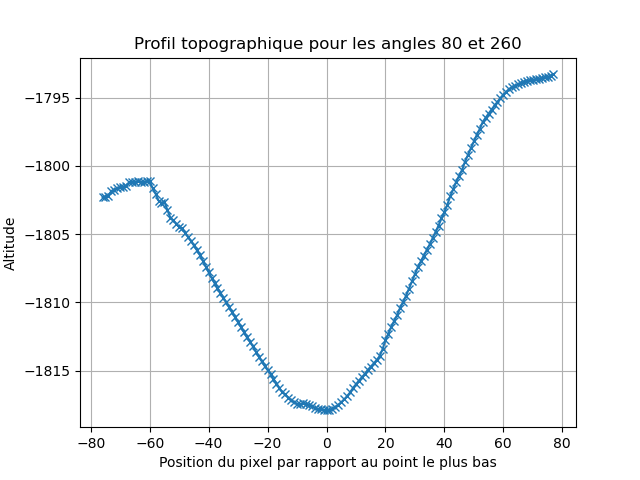 Profil topographique pour les angles 80 et 260
Altitude
−1795
−1800
−1805
−1810
−1815
−80 −60 −40 −20 0 20 40 60 80
Position du pixel par rapport au point le plus bas